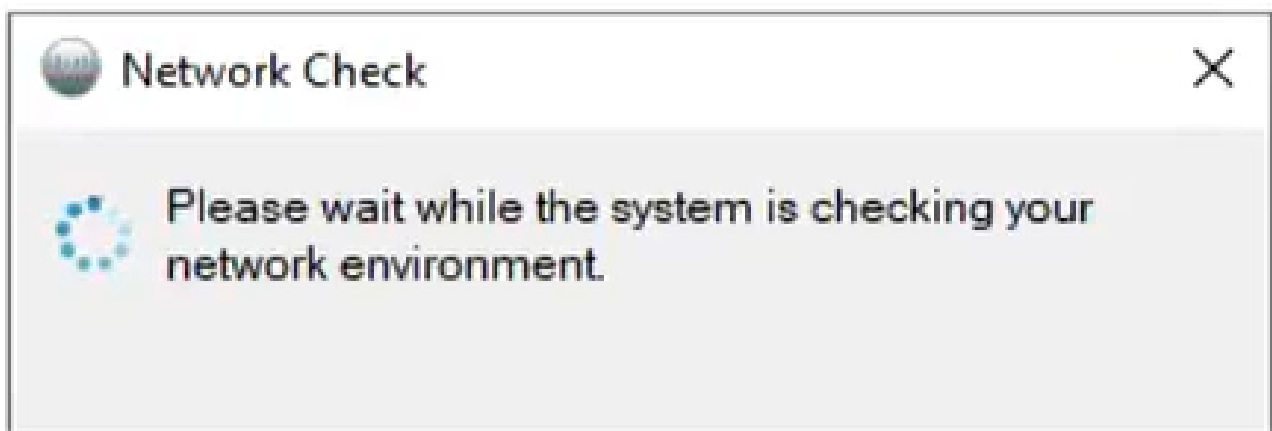 Network Check
Please wait while the system is checking your
network environment.